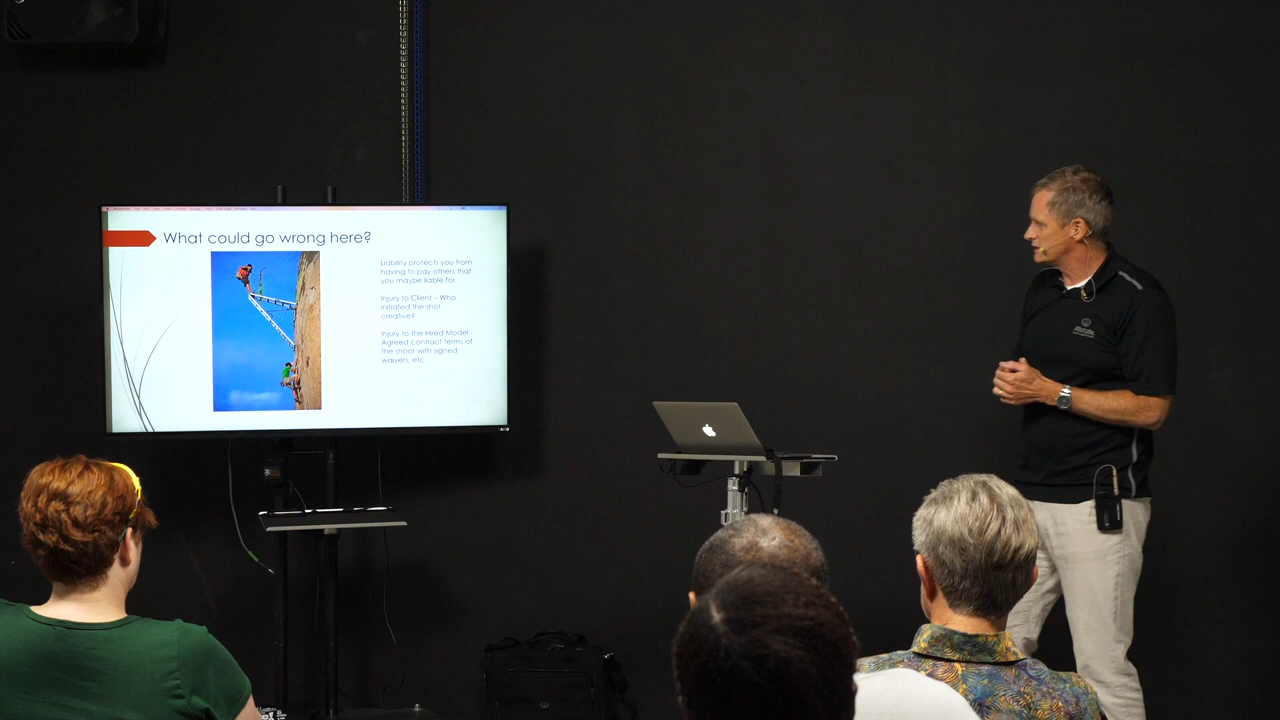 What could go wrong here?
Liability protects you from
having to pay others that
you maybe liable for.
Injury to Client – Who
initiated the shot
creative?
Injury to the Hired Model -
Agreed contract terms of
the shoot with signed
waivers, etc.
Allstate